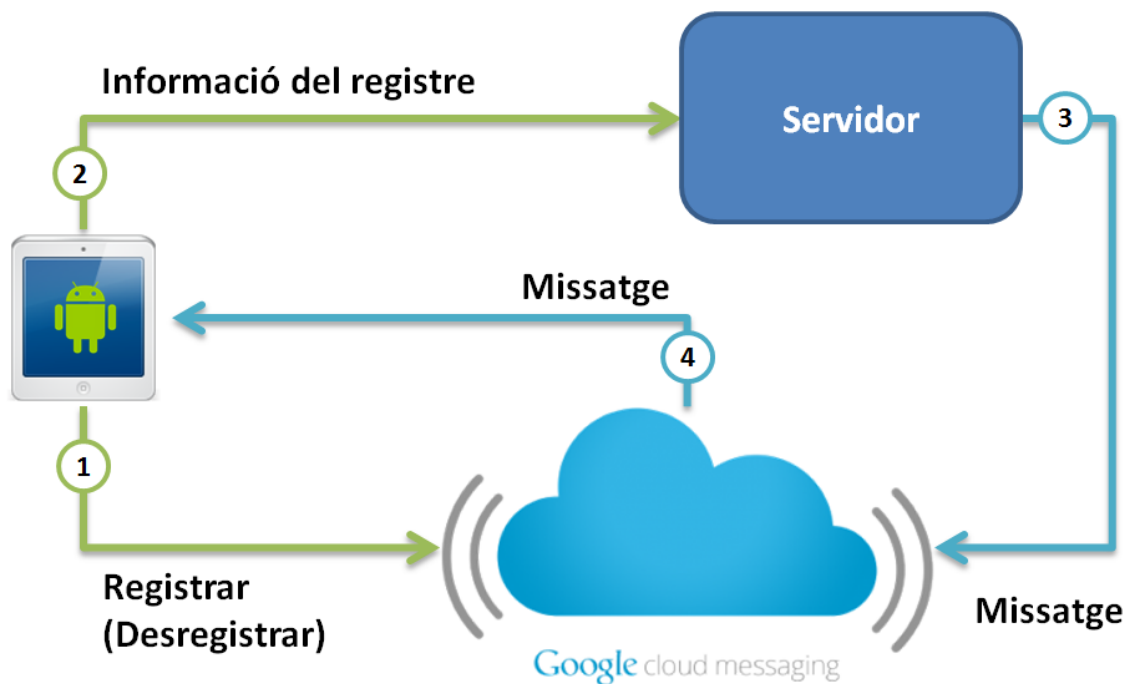 Informació del registre
Servidor
3
2
Missatge
4
1
Registrar
(Desregistrar)
Missatge
Google cloud messaging